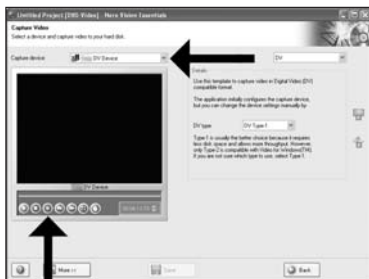 Untitled Project [DVD-Video] - Nero Vision Essentials
Capture Video
Select a device and capture video to your hard disk.
Capture device:
DV Device
DV
Details
Use this template to capture video in Digital Video (DV)
compatible format.
The application initially configures the capture device,
but you can change the device settings manually by
DV type
DV Type-1
Type-1 is usually the better choice because it requires
less disk space and allows more throughput. However,
only Type-2 is compatible with Video for Windows(TM).
If you are not sure which type to use, select Type-1.
DV Device
More >>
Save
Back